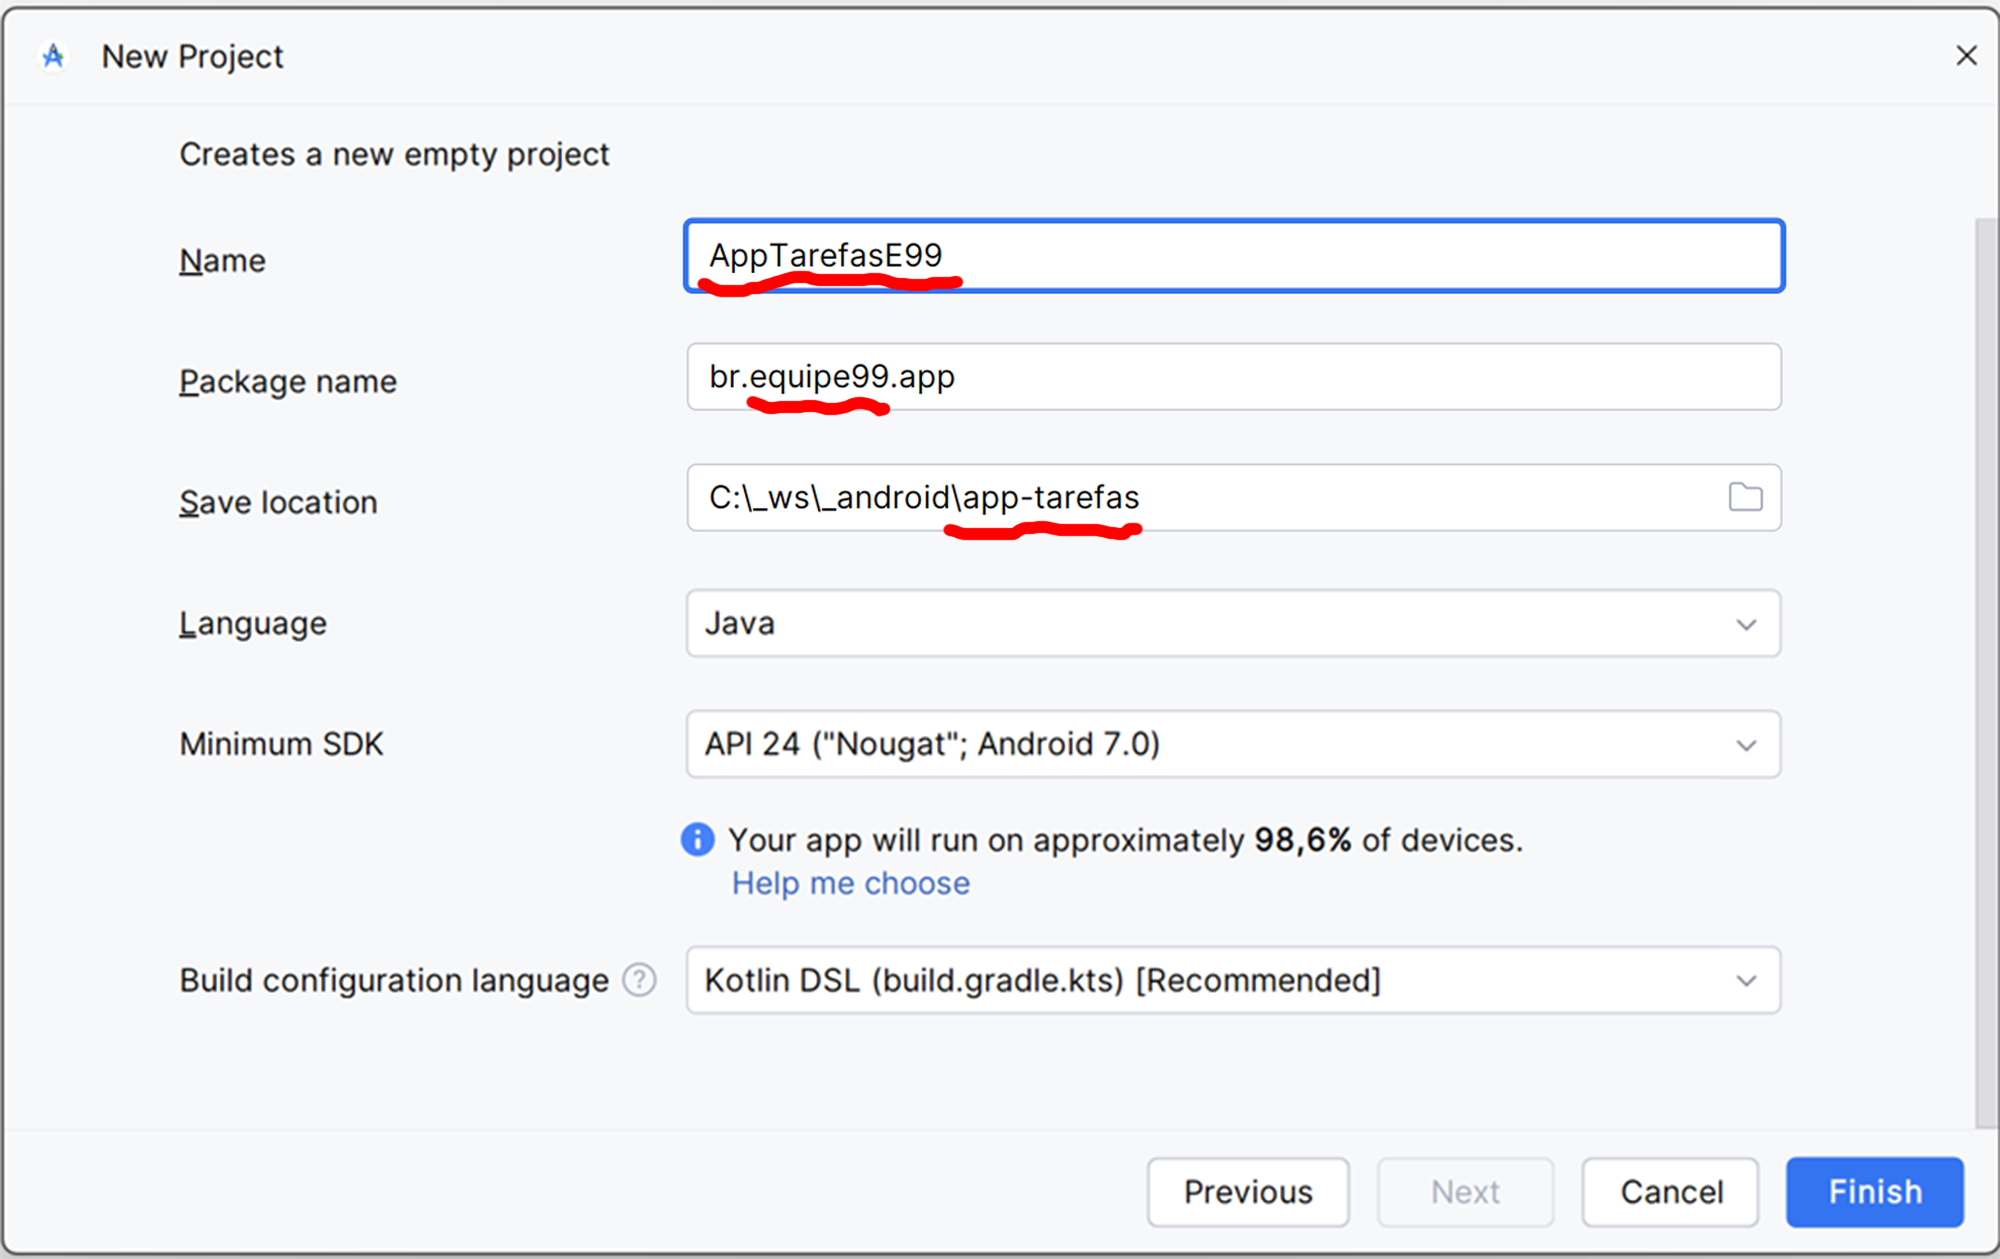 New Project
Creates a new empty project
Name AppTarefasE99
Package name br.equipe99.app
Save location C:\_ws\_android\app-tarefas
Language Java
Minimum SDK API 24 ("Nougat"; Android 7.0)
Your app will run on approximately 98,6% of devices.
Help me choose
Build configuration language ? Kotlin DSL (build.gradle.kts) [Recommended]
Previous Next Cancel Finish